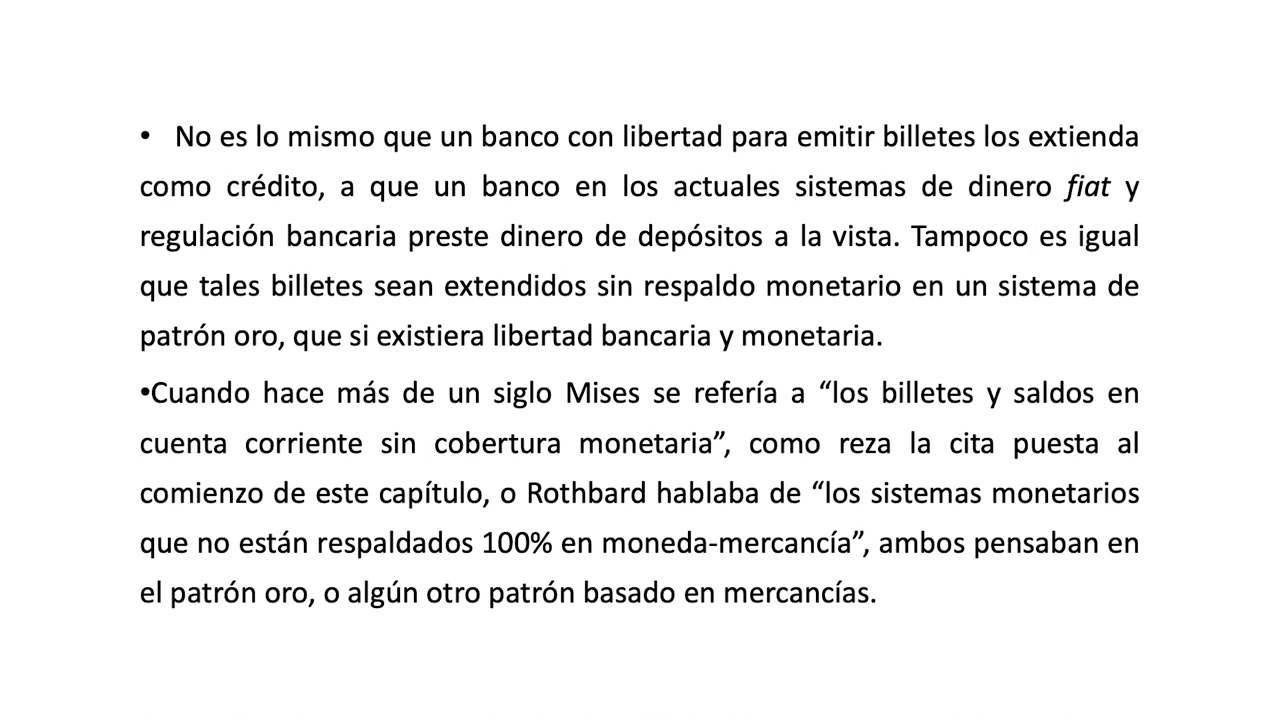 • No es lo mismo que un banco con libertad para emitir billetes los extienda
como crédito, a que un banco en los actuales sistemas de dinero fiat y
regulación bancaria preste dinero de depósitos a la vista. Tampoco es igual
que tales billetes sean extendidos sin respaldo monetario en un sistema de
patrón oro, que si existiera libertad bancaria y monetaria.
•Cuando hace más de un siglo Mises se refería a “los billetes y saldos en
cuenta corriente sin cobertura monetaria”, como reza la cita puesta al
comienzo de este capítulo, o Rothbard hablaba de “los sistemas monetarios
que no están respaldados 100% en moneda-mercancía”, ambos pensaban en
el patrón oro, o algún otro patrón basado en mercancías.